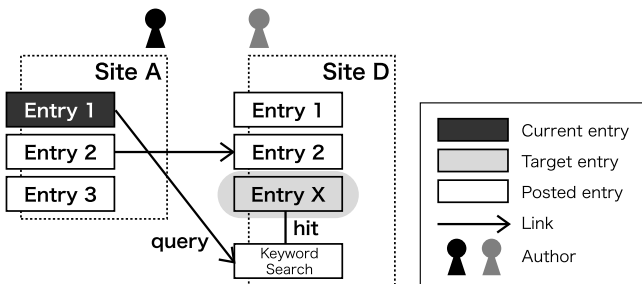 Site A
Entry 1
Entry 2
Entry 3
query
Site D
Entry 1
Entry 2
Entry X
hit
Keyword
Search
Current entry
Target entry
Posted entry
Link
Author